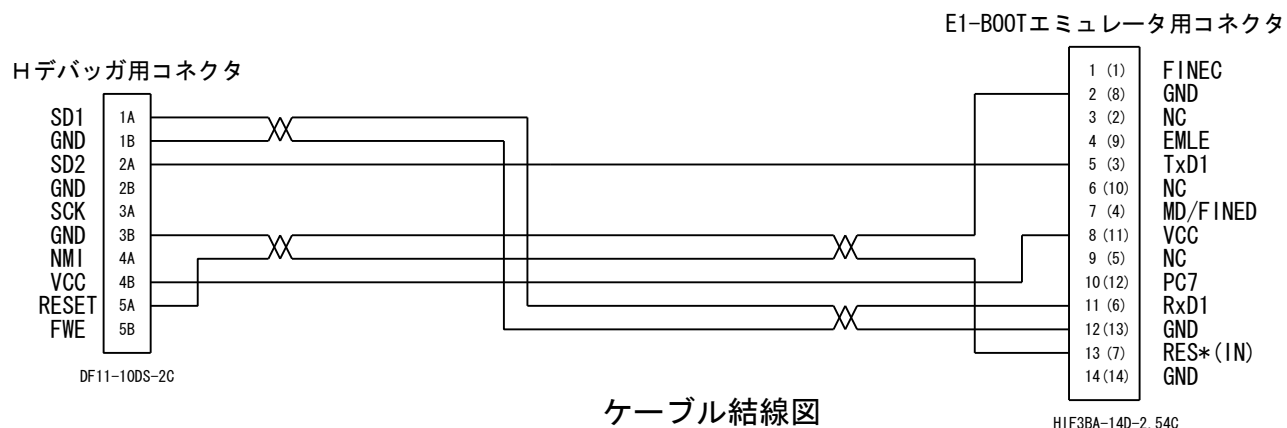 E1-BOOTエミュレータ用コネクタ
Hデバッガ用コネクタ
SD1 1A
GND 1B
SD2 2A
GND 2B
SCK 3A
GND 3B
NMI 4A
VCC 4B
RESET 5A
FWE 5B
DF11-10DS-2C
1 (1) FINEC
2 (8) GND
3 (2) NC
4 (9) EMLE
5 (3) TxD1
6 (10) NC
7 (4) MD/FINED
8 (11) VCC
9 (5) NC
10 (12) PC7
11 (6) RxD1
12 (13) GND
13 (7) RES*(IN)
14 (14) GND
HIF3BA-14D-2.54C
ケーブル結線図